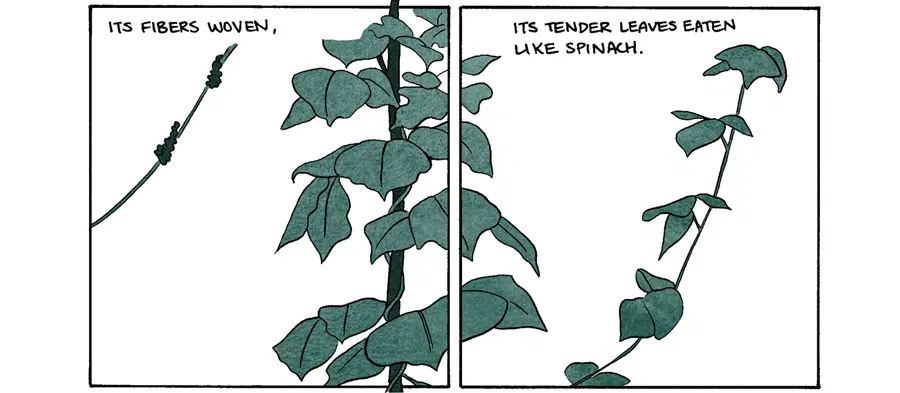 ITS FIBERS WOVEN,
ITS TENDER LEAVES EATEN
LIKE SPINACH.